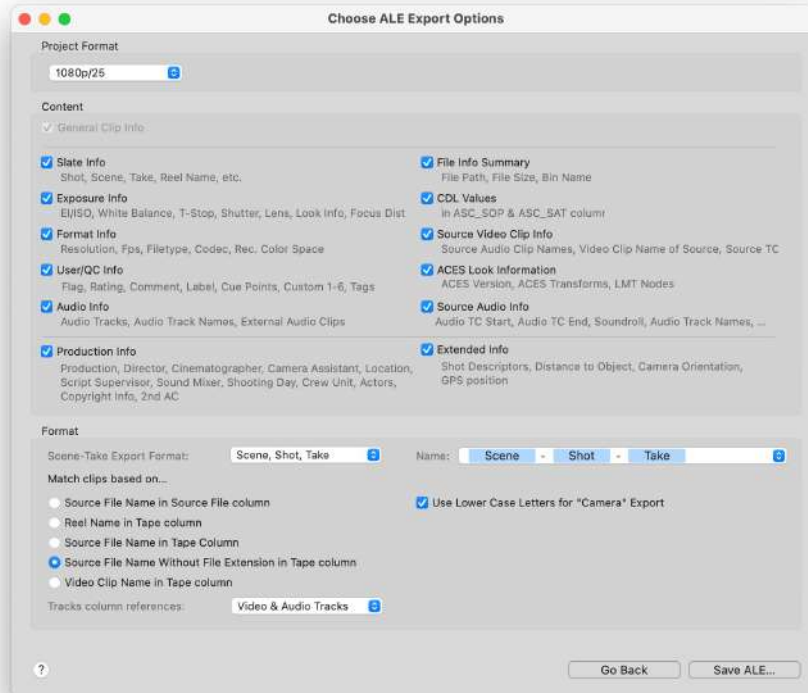 Choose ALE Export Options
Project Format
1080p/25
Content
General Clip Info
Slate Info
Shot, Scene, Take, Reel Name, etc.
File Info Summary
File Path, File Size, Bin Name
Exposure Info
EI/ISO, White Balance, T-Stop, Shutter, Lens, Look Info, Focus Dist
CDL Values
in ASC_SOP & ASC_SAT column
Format Info
Resolution, Fps, Filetype, Codec, Rec. Color Space
Source Video Clip Info
Source Audio Clip Names, Video Clip Name of Source, Source TC
User/QC Info
Flag, Rating, Comment, Label, Cue Points, Custom 1-6, Tags
ACES Look Information
ACES Version, ACES Transforms, LMT Nodes
Audio Info
Audio Tracks, Audio Track Names, External Audio Clips
Source Audio Info
Audio TC Start, Audio TC End, Soundroll, Audio Track Names, ...
Production Info
Production, Director, Cinematographer, Camera Assistant, Location,
Script Supervisor, Sound Mixer, Shooting Day, Crew Unit, Actors,
Copyright Info, 2nd AC
Extended Info
Shot Descriptors, Distance to Object, Camera Orientation,
GPS position
Format
Scene-Take Export Format: Scene, Shot, Take
Name: Scene - Shot - Take
Match clips based on...
Source File Name in Source File column
Use Lower Case Letters for "Camera" Export
Reel Name in Tape column
Source File Name in Tape Column
Source File Name Without File Extension in Tape column
Video Clip Name in Tape column
Tracks column references: Video & Audio Tracks
?
Go Back
Save ALE...